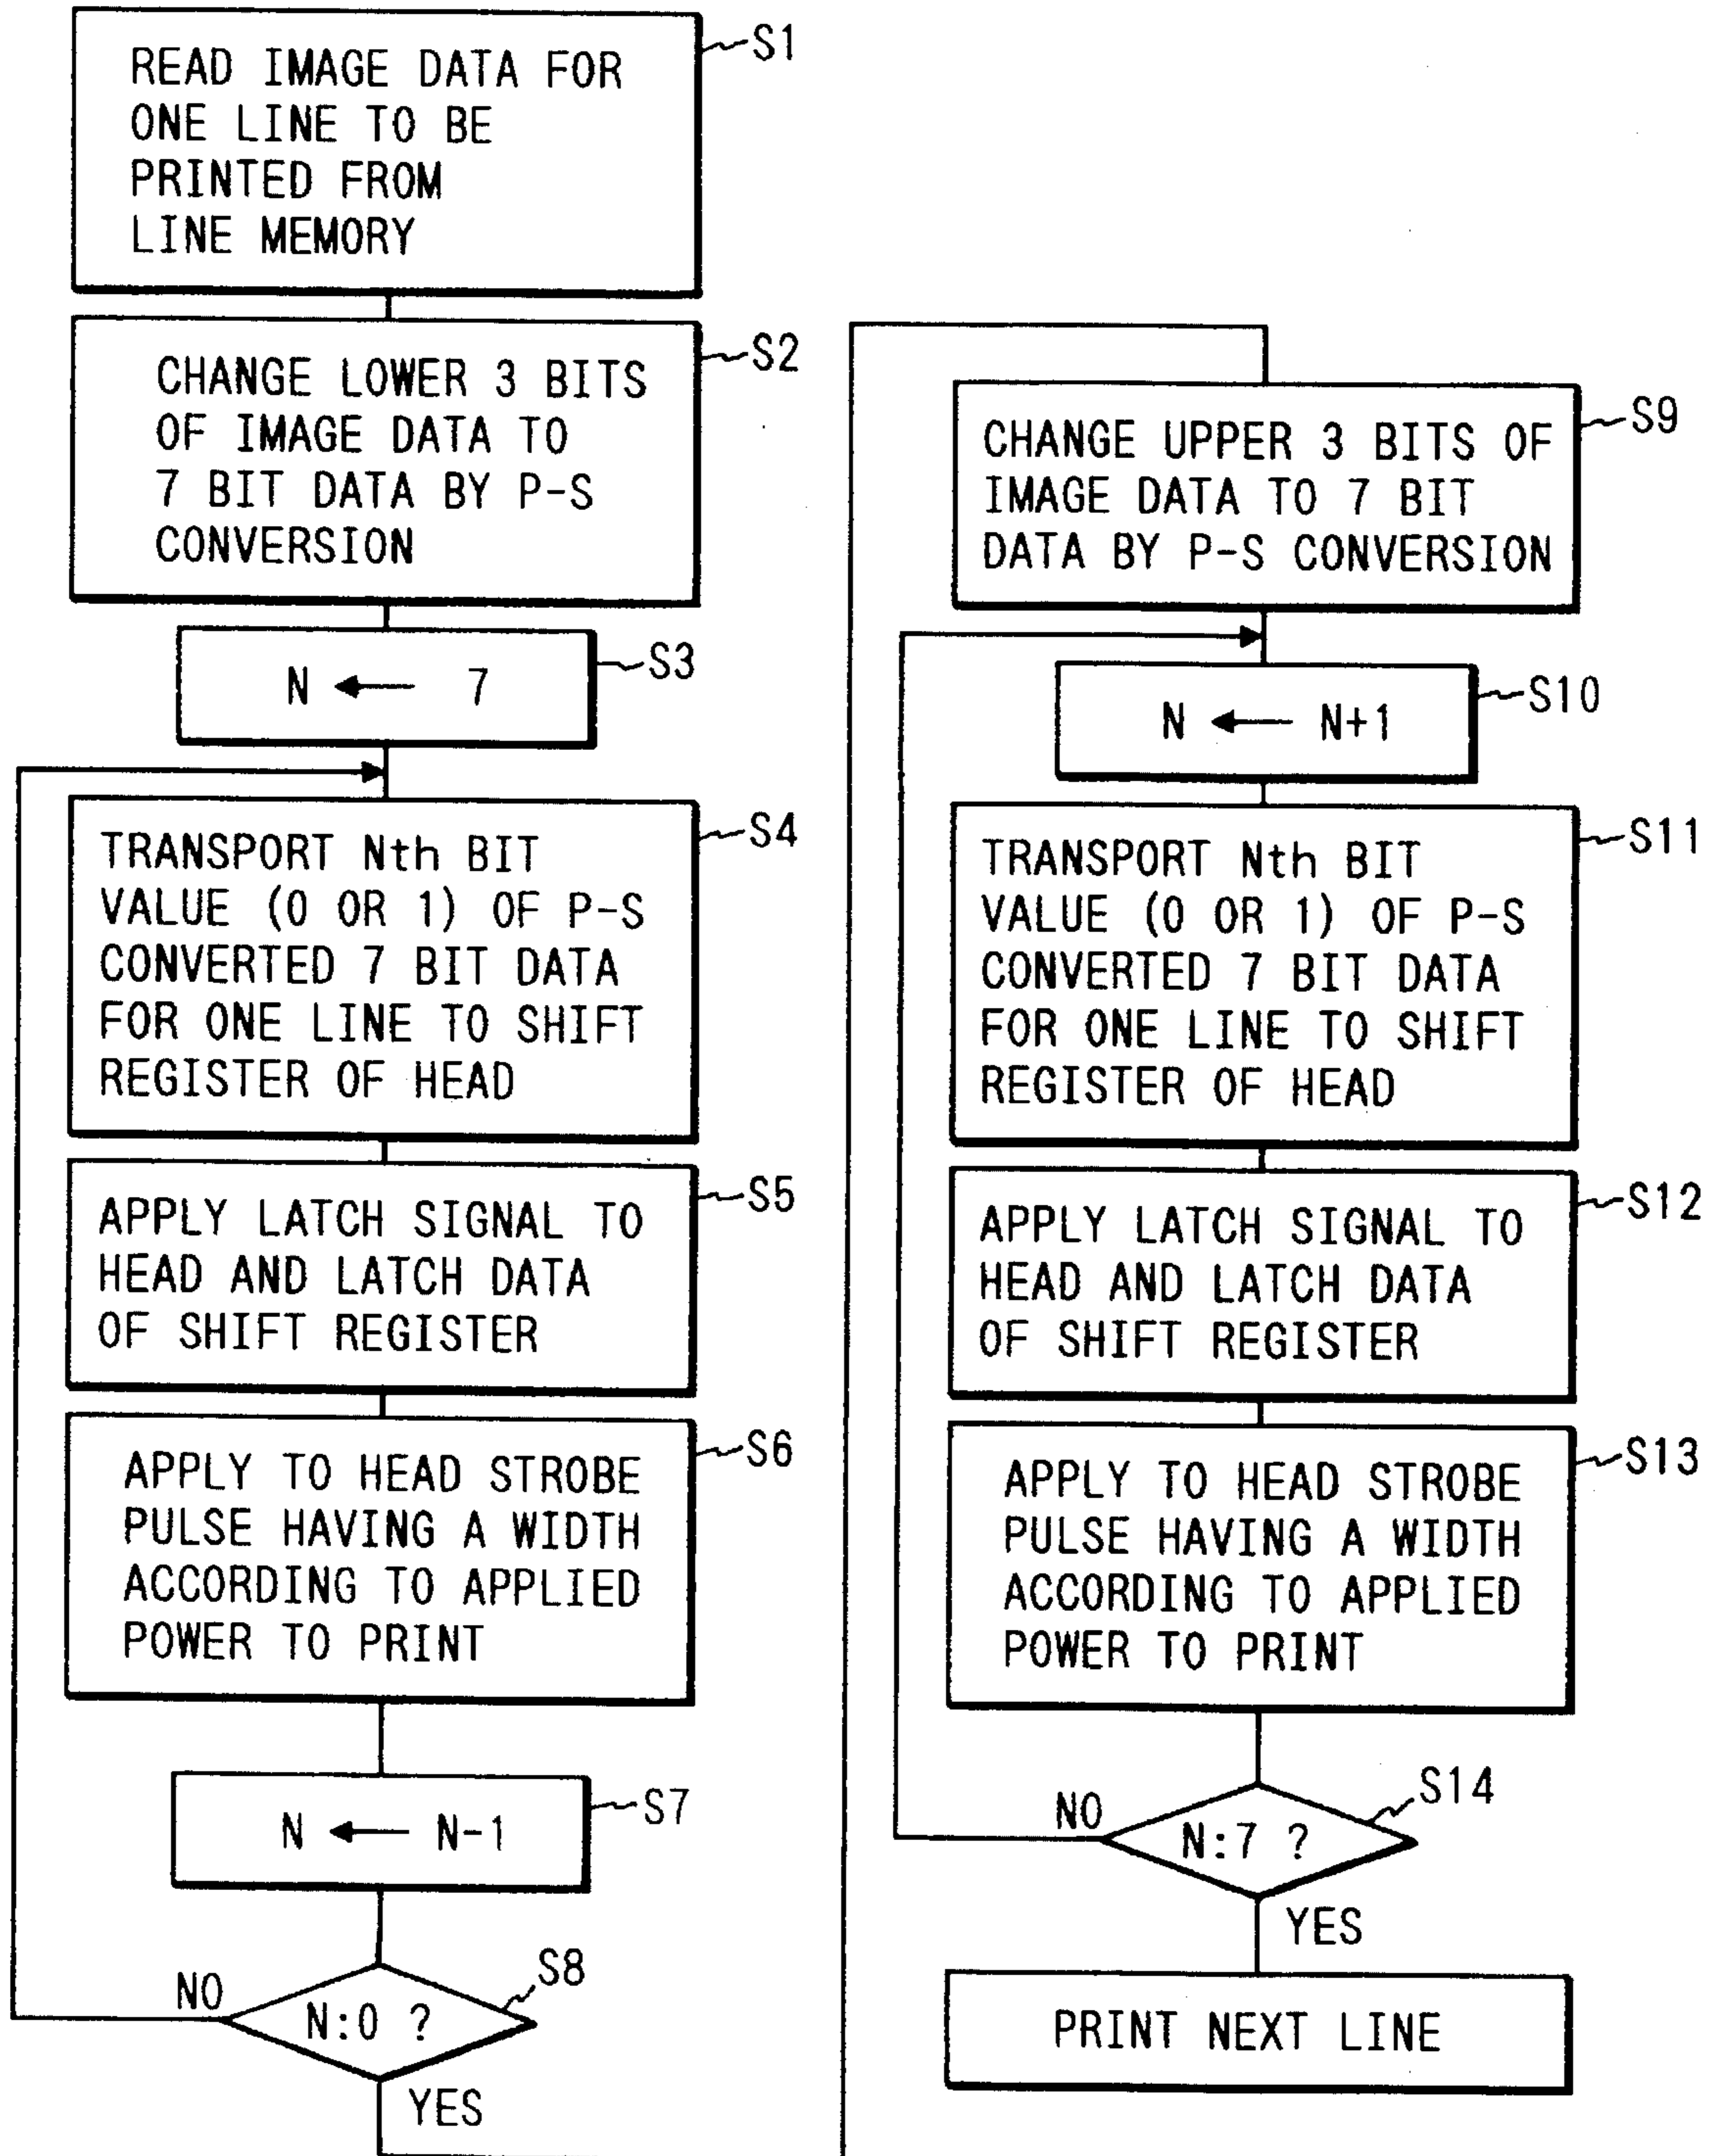 READ IMAGE DATA FOR
ONE LINE TO BE
PRINTED FROM
LINE MEMORY
S1
CHANGE LOWER 3 BITS
OF IMAGE DATA TO
7 BIT DATA BY P-S
CONVERSION
S2
N ← 7
S3
TRANSPORT Nth BIT
VALUE (0 OR 1) OF P-S
CONVERTED 7 BIT DATA
FOR ONE LINE TO SHIFT
REGISTER OF HEAD
S4
APPLY LATCH SIGNAL TO
HEAD AND LATCH DATA
OF SHIFT REGISTER
S5
APPLY TO HEAD STROBE
PULSE HAVING A WIDTH
ACCORDING TO APPLIED
POWER TO PRINT
S6
N ← N-1
S7
N:0 ?
S8
NO
YES
CHANGE UPPER 3 BITS OF
IMAGE DATA TO 7 BIT
DATA BY P-S CONVERSION
S9
N ← N+1
S10
TRANSPORT Nth BIT
VALUE (0 OR 1) OF P-S
CONVERTED 7 BIT DATA
FOR ONE LINE TO SHIFT
REGISTER OF HEAD
S11
APPLY LATCH SIGNAL TO
HEAD AND LATCH DATA
OF SHIFT REGISTER
S12
APPLY TO HEAD STROBE
PULSE HAVING A WIDTH
ACCORDING TO APPLIED
POWER TO PRINT
S13
N:7 ?
S14
NO
YES
PRINT NEXT LINE